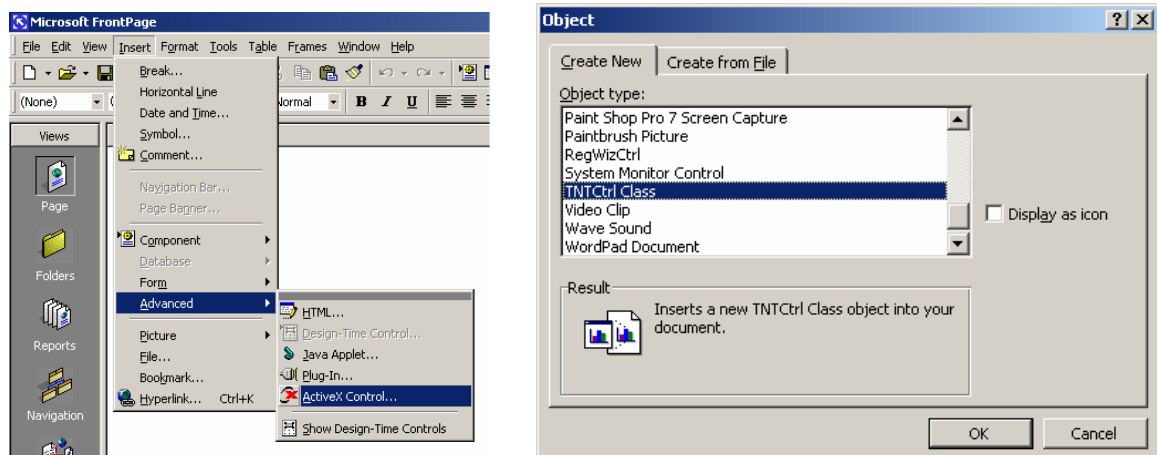 Microsoft FrontPage
File Edit View Insert Format Tools Table Frames Window Help
(None)
Normal
B I U
Views
Page
Folders
Reports
Navigation
Break...
Horizontal Line
Date and Time...
Symbol...
Comment...
Navigation Bar...
Page Banner...
Component
Database
Form
Advanced
Picture
File...
Bookmark...
Hyperlink... Ctrl+K
HTML...
Design-Time Control...
Java Applet...
Plug-In...
ActiveX Control...
Show Design-Time Controls
Object
Create New
Create from File
Object type:
Paint Shop Pro 7 Screen Capture
Paintbrush Picture
RegWizCtrl
System Monitor Control
TNTCtrl Class
Video Clip
Wave Sound
WordPad Document
Display as icon
Result
Inserts a new TNTCtrl Class object into your
document.
OK
Cancel